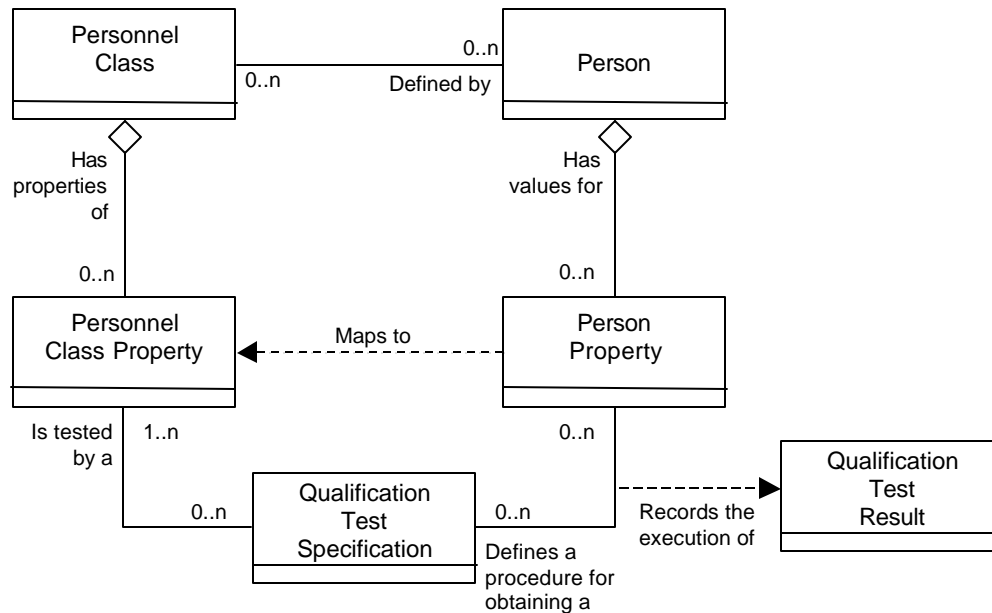 Personnel
Class
0..n
0..n
Defined by
Person
Has
properties
of
0..n
Has
values for
0..n
Personnel
Class Property
Maps to
Person
Property
Is tested
by a
1..n
0..n
0..n
Qualification
Test
Specification
0..n
Defines a
procedure for
obtaining a
Records the
execution of
Qualification
Test
Result